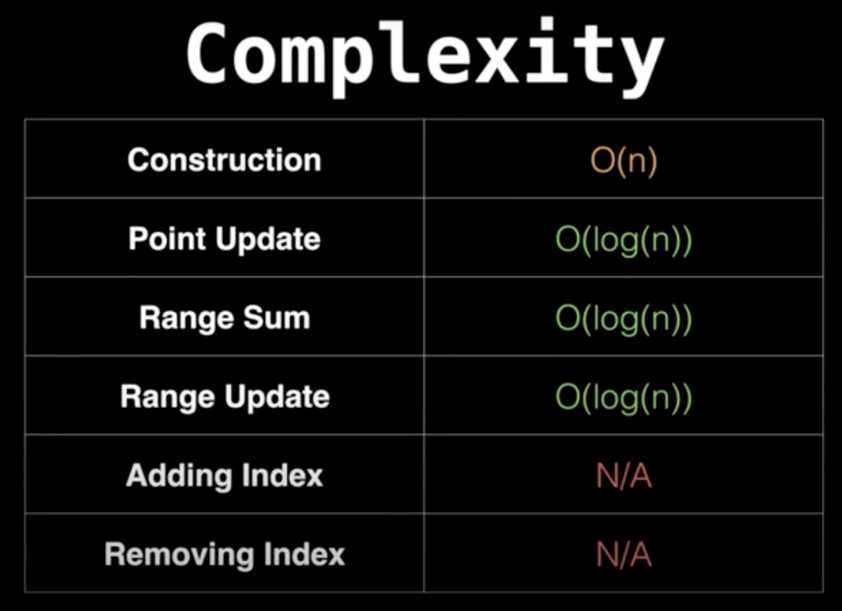 Complexity
Construction O(n)
Point Update O(log(n))
Range Sum O(log(n))
Range Update O(log(n))
Adding Index N/A
Removing Index N/A